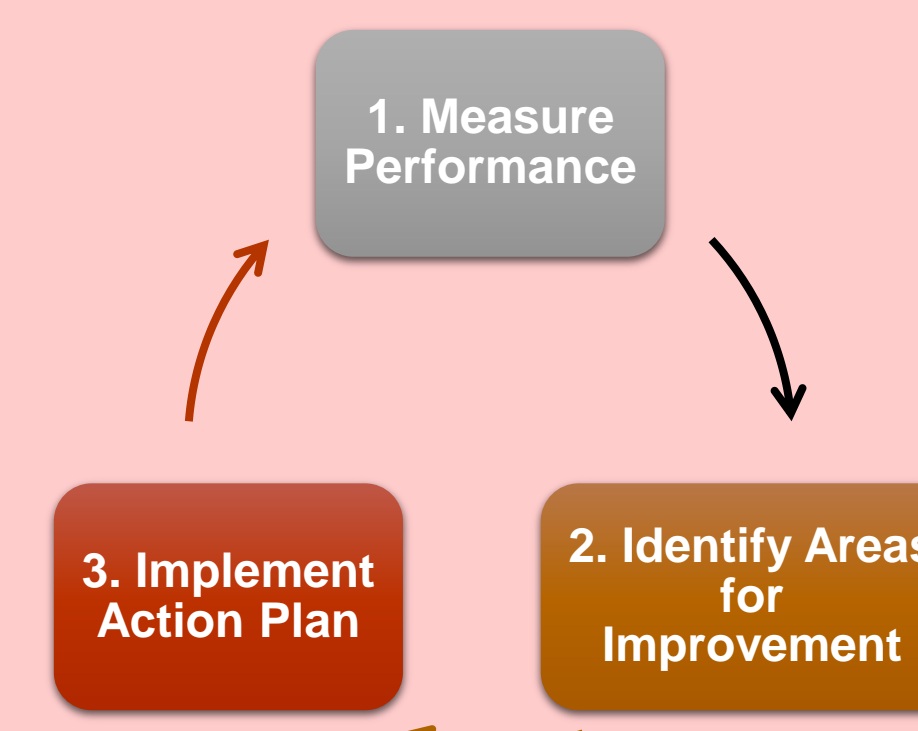 1. Measure
Performance
3. Implement
Action Plan
2. Identify Areas
for
Improvement